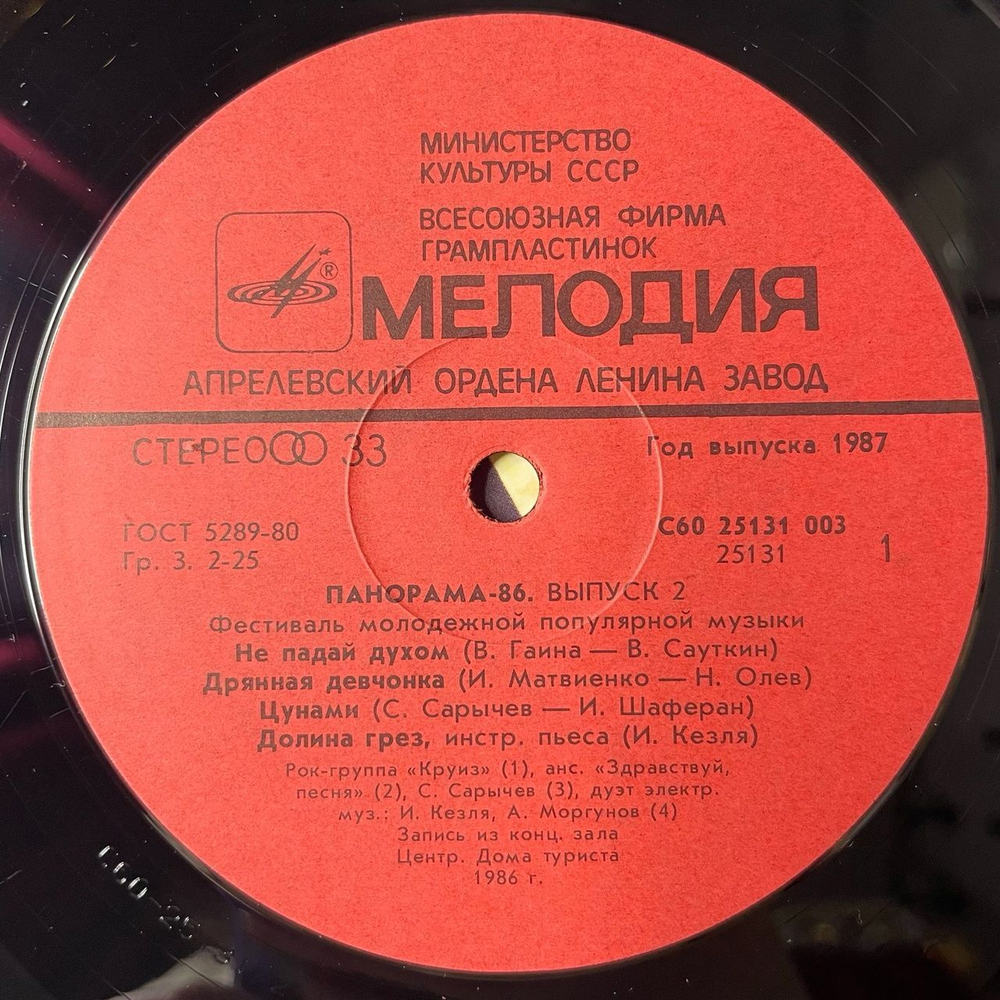 МИНИСТЕРСТВО
КУЛЬТУРЫ СССР
ВСЕСОЮЗНАЯ ФИРМА
ГРАМПЛАСТИНОК
®
МЕЛОДИЯ
АПРЕЛЕВСКИЙ ОРДЕНА ЛЕНИНА ЗАВОД
СТЕРЕО 33
Год выпуска 1987
ГОСТ 5289-80
Гр. 3. 2-25
С60 25131 003
25131
1
ПАНОРАМА-86. ВЫПУСК 2
Фестиваль молодежной популярной музыки
Не падай духом (В. Гаина — В. Сауткин)
Дрянная девчонка (И. Матвиенко — Н. Олев)
Цунами (С. Сарычев — И. Шаферан)
Долина грез, инстр. пьеса (И. Кезля)
Рок-группа «Круиз» (1), анс. «Здравствуй,
песня» (2), С. Сарычев (3), дуэт электр.
муз.: И. Кезля, А. Моргунов (4)
Запись из конц. зала
Центр. Дома туриста
1986 г.